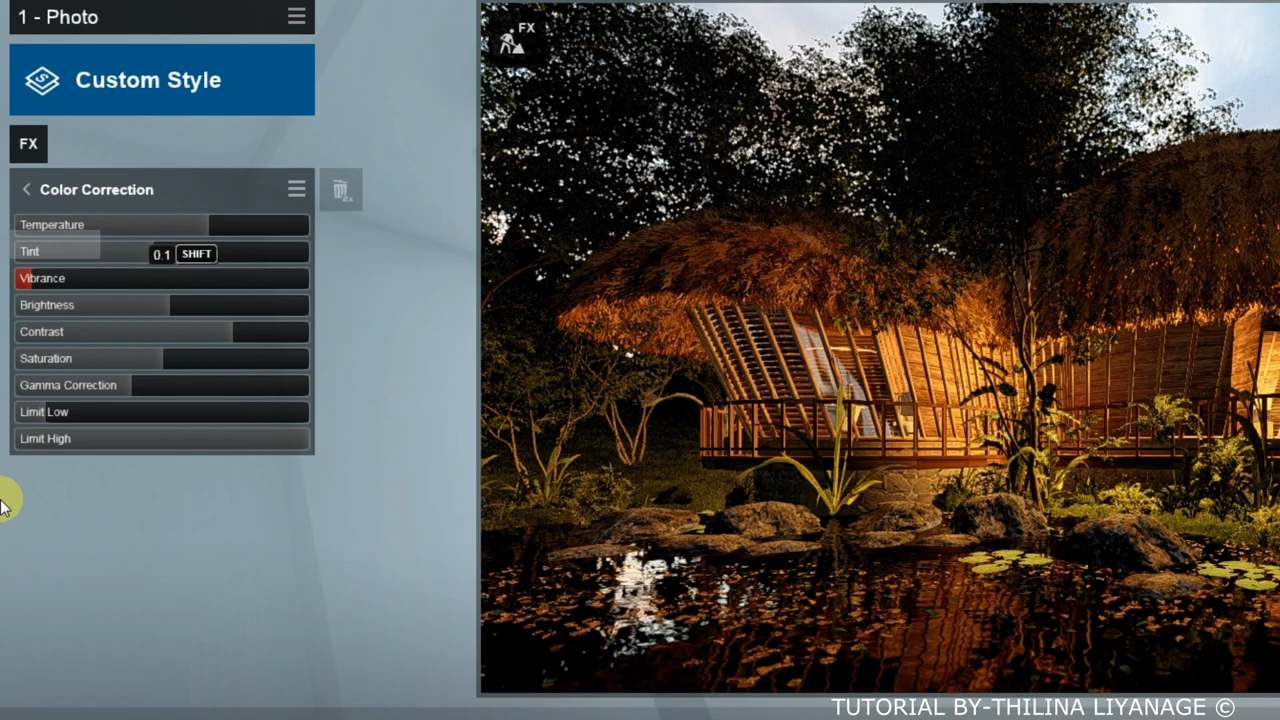 1 - Photo
FX
Custom Style
FX
Color Correction
Temperature
Tint
0.1 SHIFT
Vibrance
Brightness
Contrast
Saturation
Gamma Correction
Limit Low
Limit High
TUTORIAL BY-THILINA LIYANAGE ©